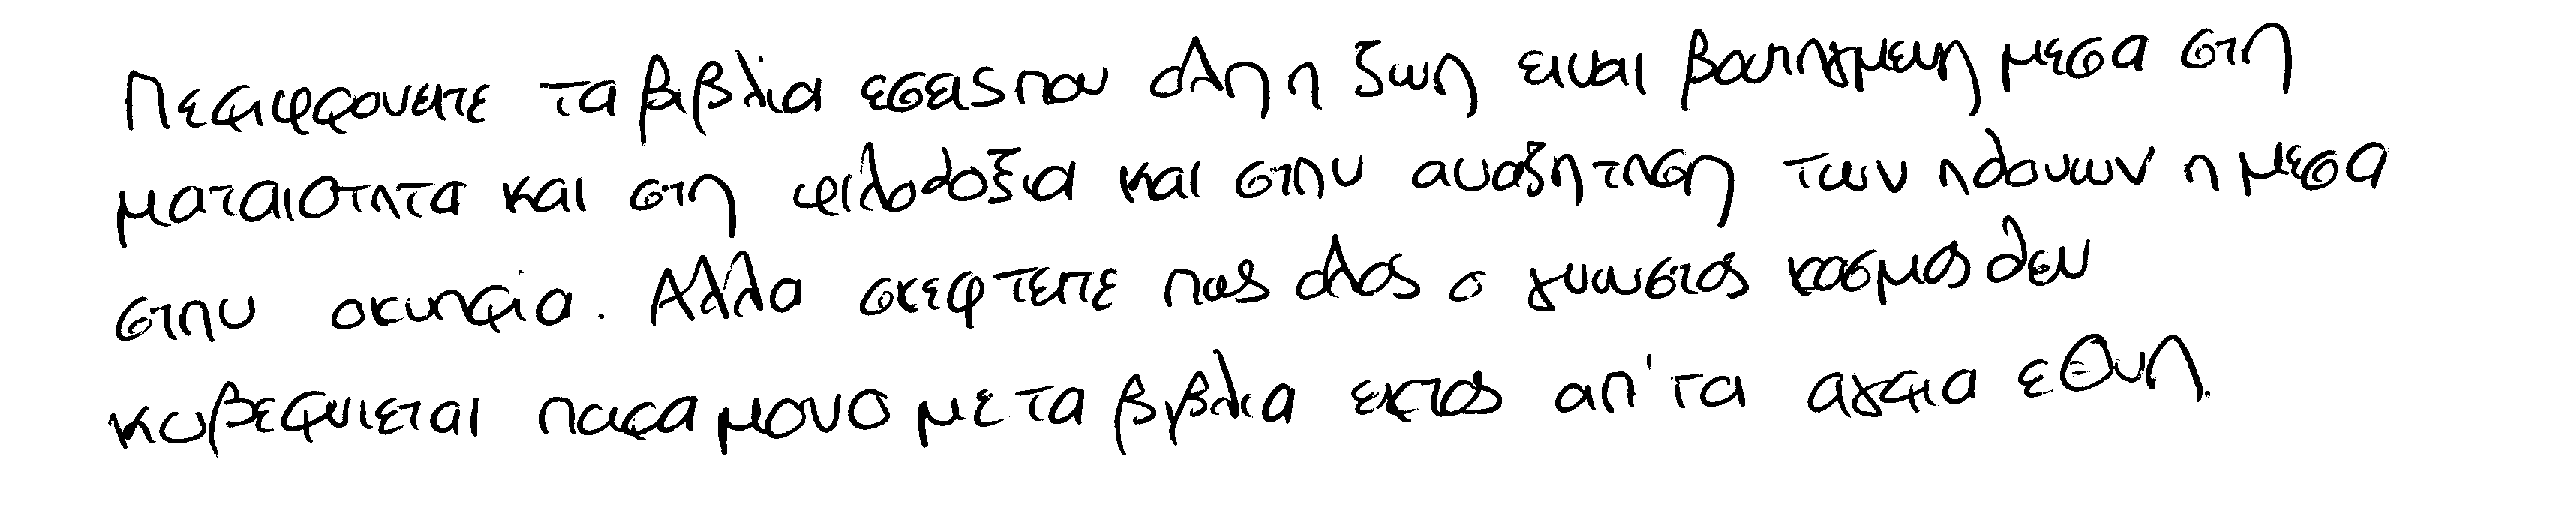 Περιφρονειτε τα βιβλια εσεις που ολη η ζωη ειναι βουτηγμενη μεσα στη
ματαιοτητα και στη φιλοδοξια και στην αναζητηση των ηδονων η μεσα
στην οκνηρια. Αλλα σκεφτειτε πως ολος ο γνωστος κοσμος δεν
κυβερνιεται παρα μονο με τα βιβλια εκτος απ' τα αγρια εθνη.